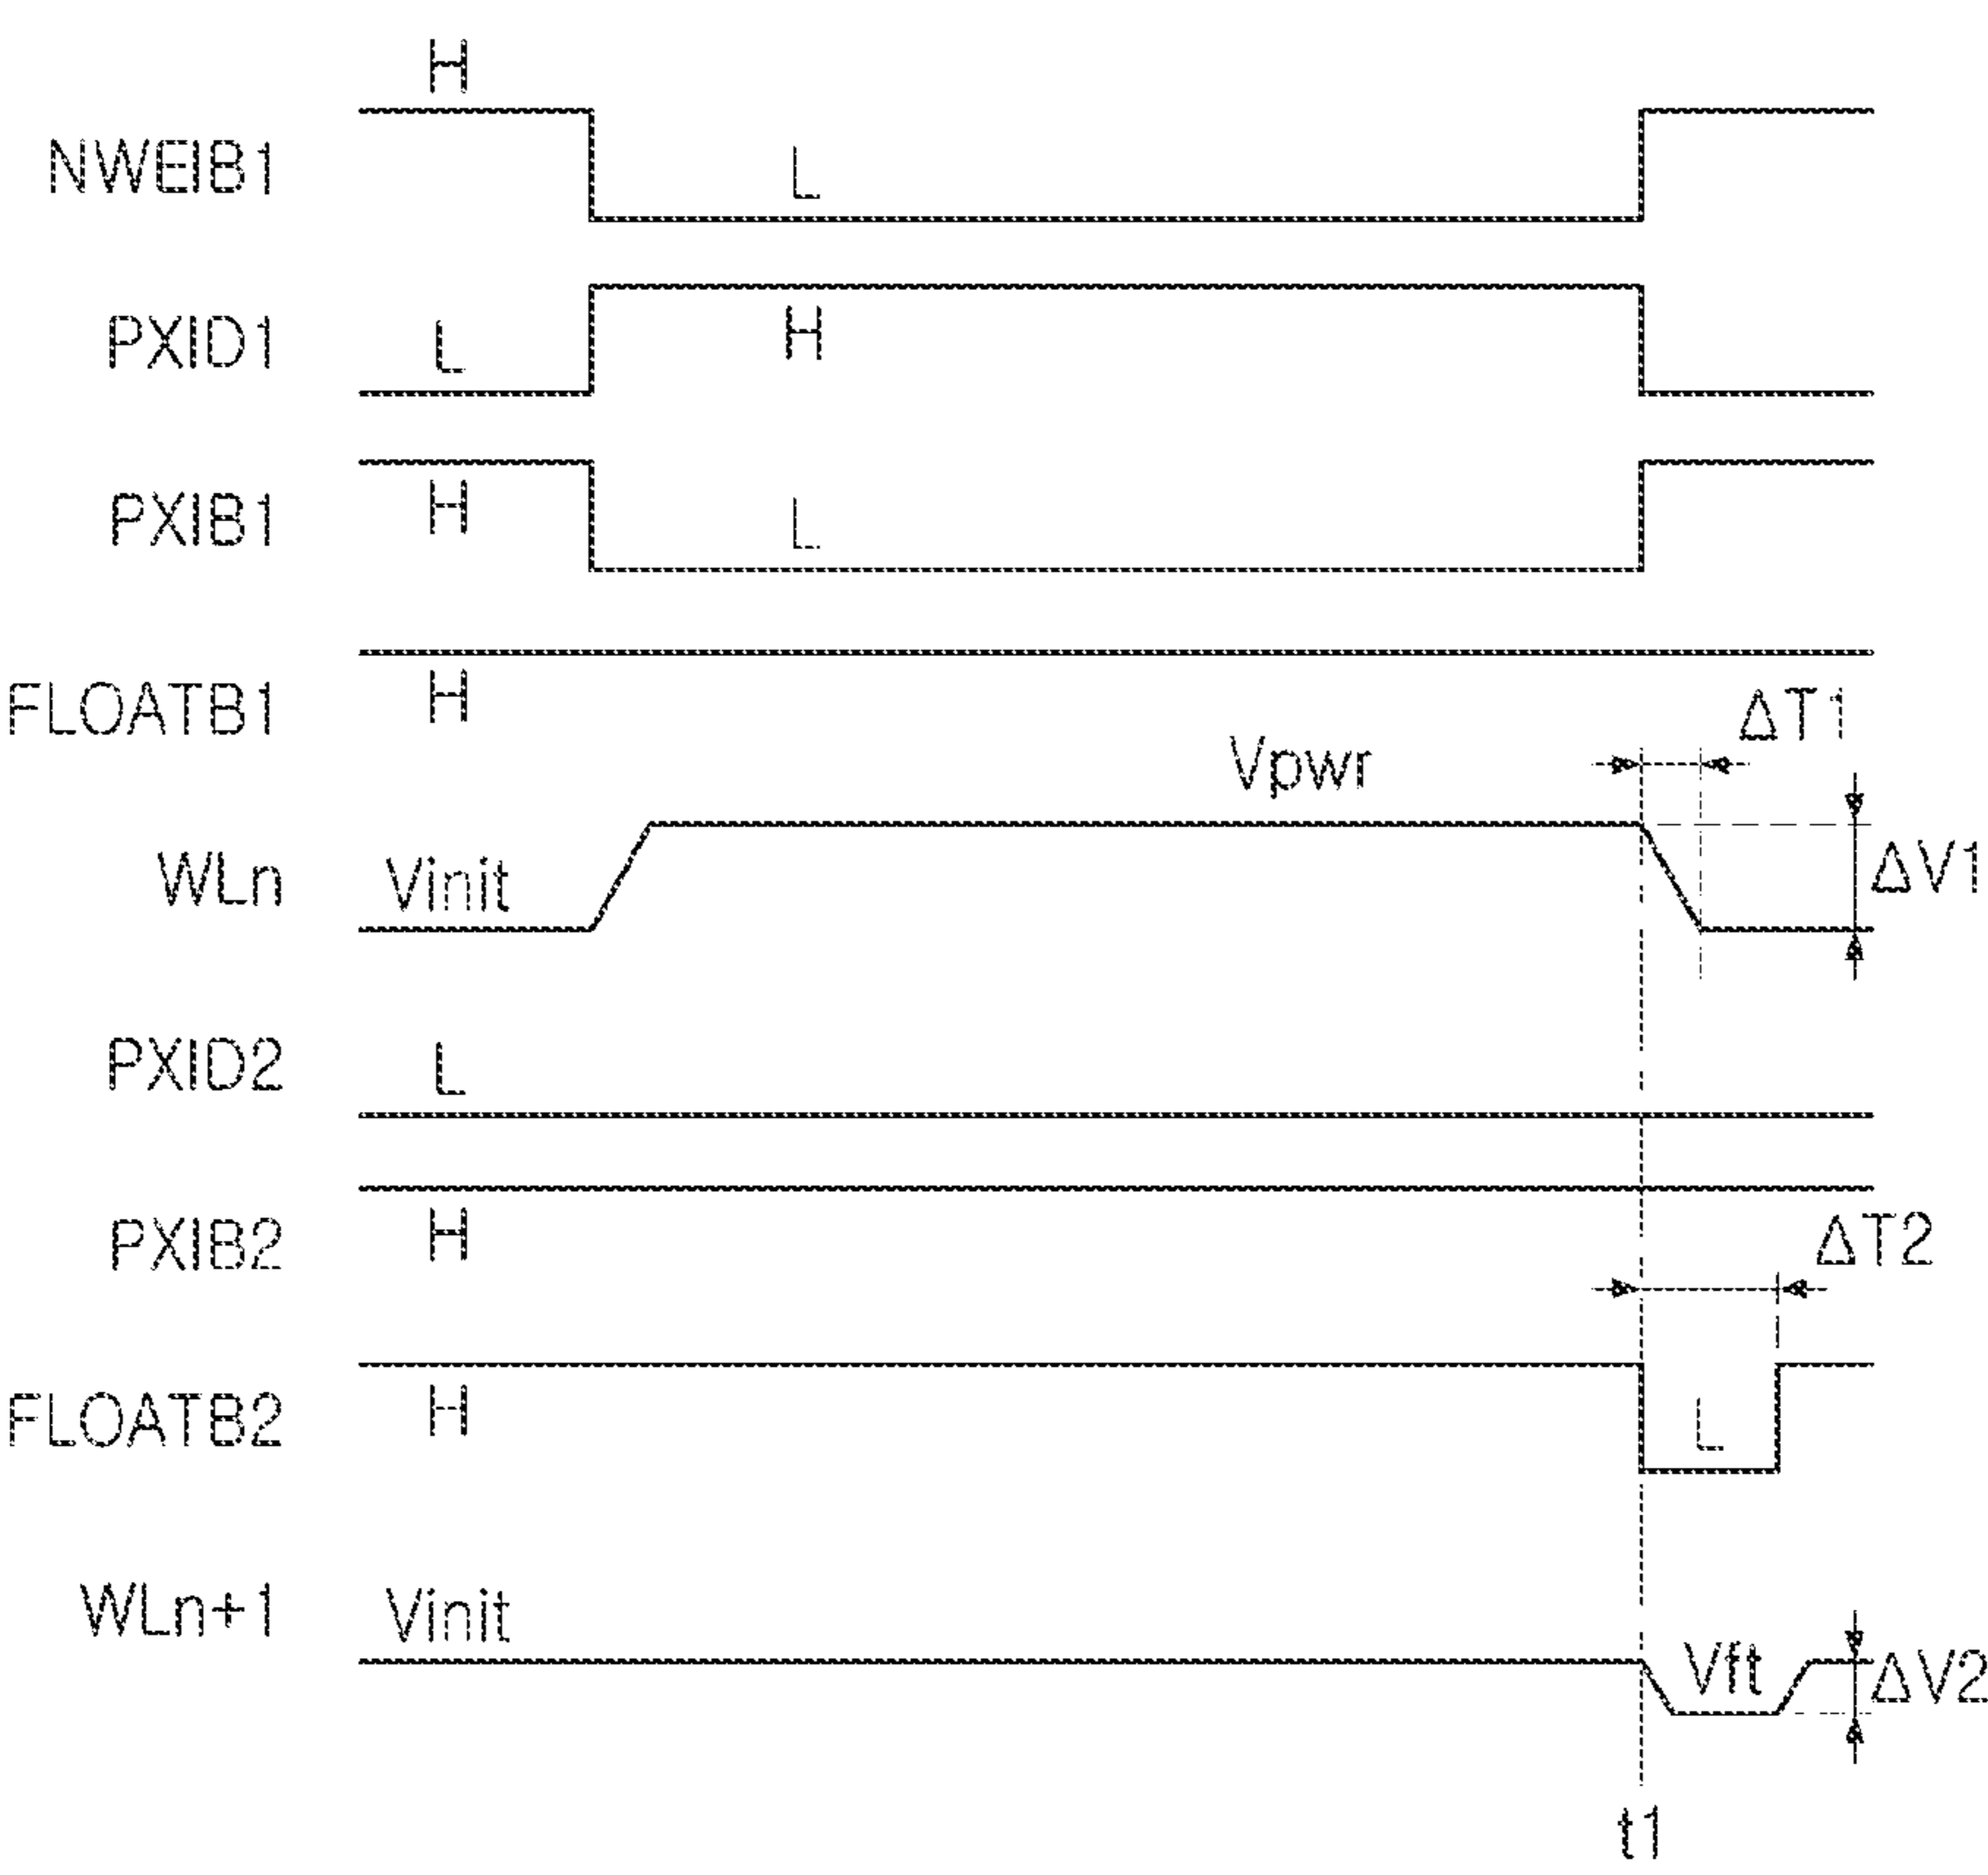 H
NWEIB1
L
PXID1
L
H
PXIB1
H
L
FLOATB1
H
ΔT1
Vpwr
WLn
Vinit
ΔV1
PXID2
L
PXIB2
H
ΔT2
FLOATB2
H
L
WLn+1
Vinit
Vft
ΔV2
t1